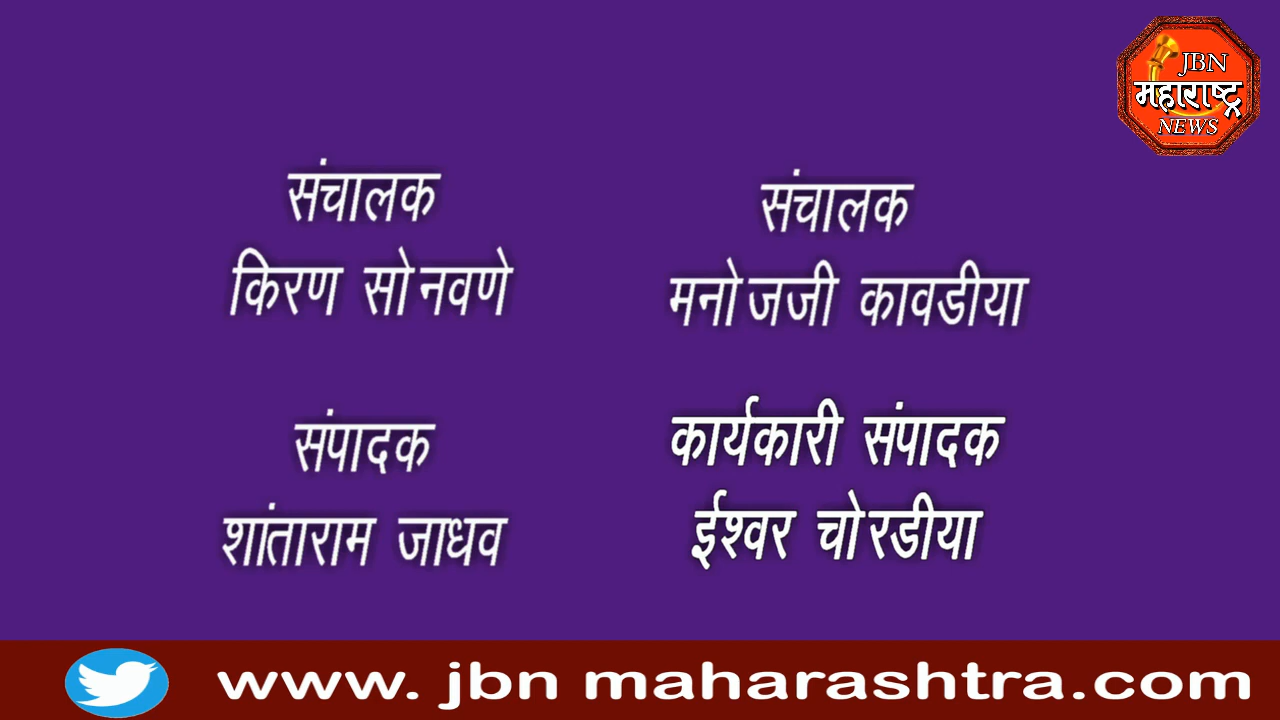 JBN
महाराष्ट्र
NEWS
संचालक
किरण सोनवणे
संचालक
मनोजजी कावडीया
संपादक
शांताराम जाधव
कार्यकारी संपादक
ईश्वर चोरडीया
www. jbn maharashtra.com